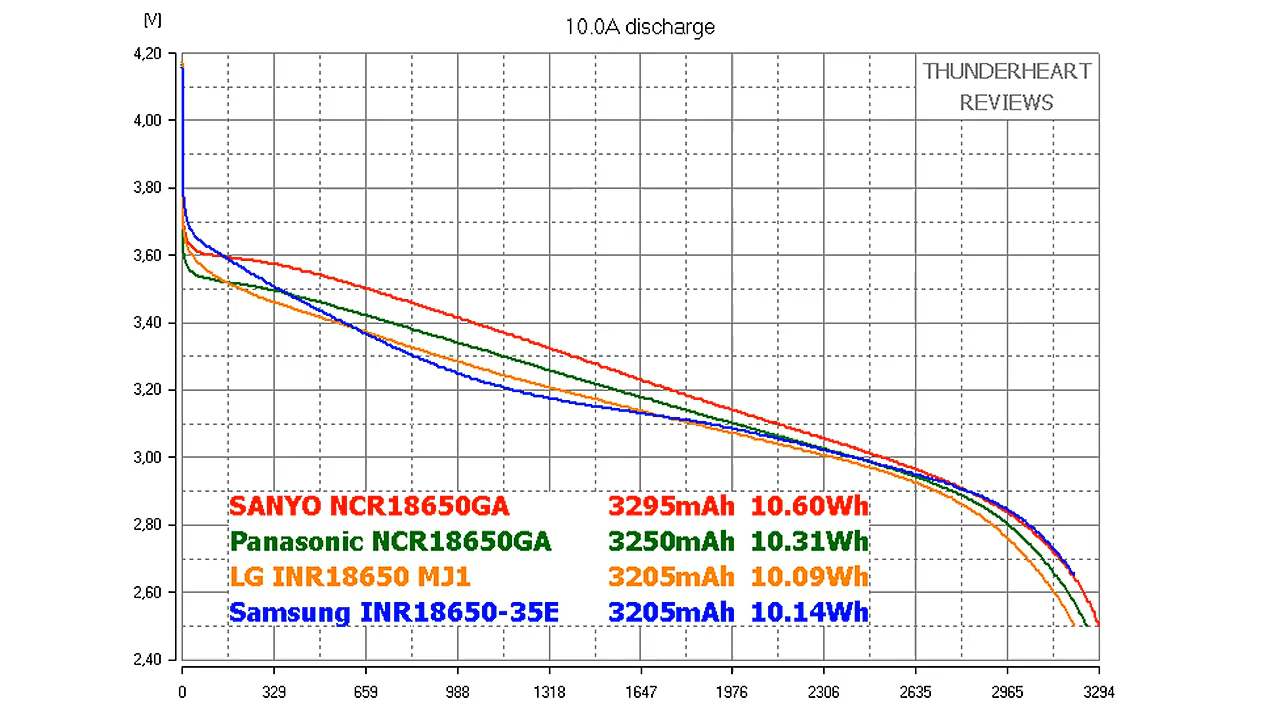 [V]
10.0A discharge
THUNDERHEART
REVIEWS
4,20
4,00
3,80
3,60
3,40
3,20
3,00
2,80
2,60
2,40
SANYO NCR18650GA 3295mAh 10.60Wh
Panasonic NCR18650GA 3250mAh 10.31Wh
LG INR18650 MJ1 3205mAh 10.09Wh
Samsung INR18650-35E 3205mAh 10.14Wh
0 329 659 988 1318 1647 1976 2306 2635 2965 3294